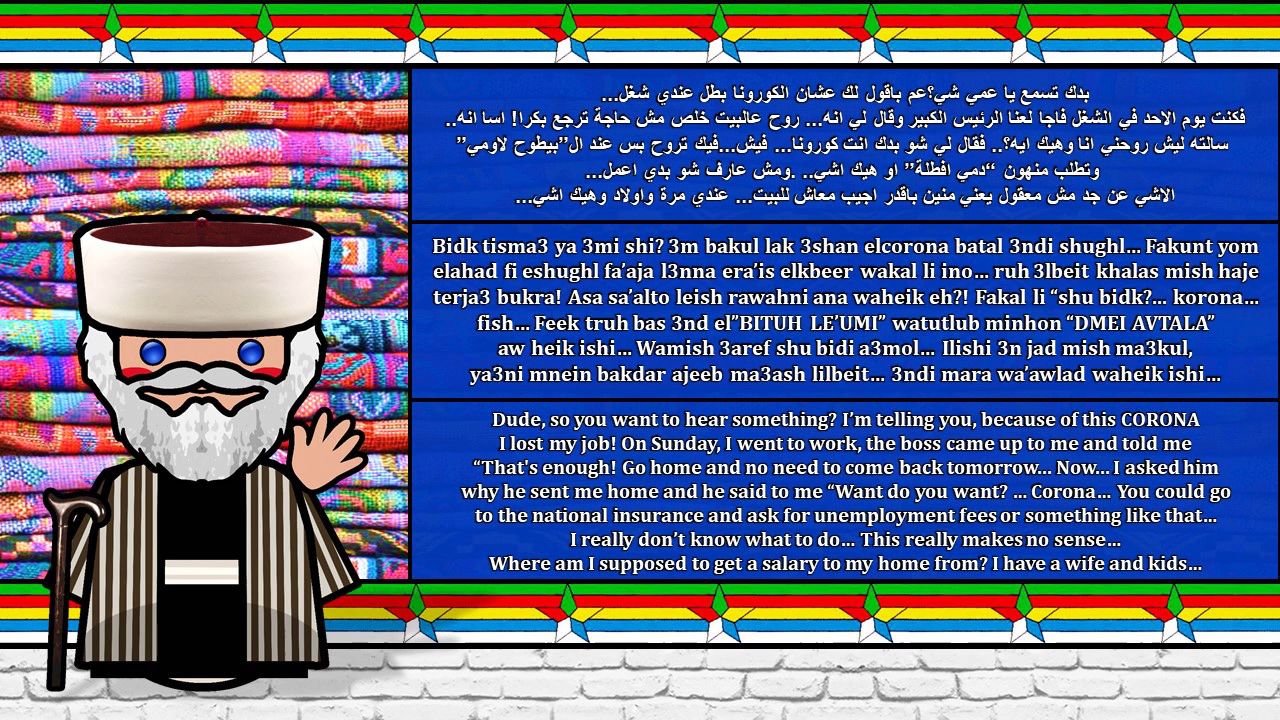 بدك تسمع يا عمي شي؟عم باقول لك عشان الكورونا بطل عندي شغل...
فكنت يوم الاحد في الشغل فاجا لعنا الرئيس الكبير وقال لي انه... روح عالبيت خلص مش حاجة ترجع بكرا! اسا انه..
سالته ليش روحني انا وهيك ايه؟.. فقال لي شو بدك انت كورونا... فيش...فيك تروح بس عند ال”بيطوح لاومي”
وتطلب منهون “دمي افطلة” او هيك اشي.. .ومش عارف شو بدي اعمل...
الاشي عن جد مش معقول يعني منين باقدر اجيب معاش للبيت... عندي مرة واولاد وهيك اشي...
Bidk tisma3 ya 3mi shi? 3m bakul lak 3shan elcorona batal 3ndi shughl... Fakunt yom
elahad fi eshughl fa’aja l3nna era’is elkbeer wakal li ino... ruh 3lbeit khalas mish haje
terja3 bukra! Asa sa’alto leish rawahni ana waheik eh?! Fakal li “shu bidk?... korona...
fish... Feek truh bas 3nd el”BITUH LE’UMI” watutlub minhon “DMEI AVTALA”
aw heik ishi... Wamish 3aref shu bidi a3mol... Ilishi 3n jad mish ma3kul,
ya3ni mnein bakdar ajeeb ma3ash lilbeit... 3ndi mara wa’awlad waheik ishi...
Dude, so you want to hear something? I’m telling you, because of this CORONA
I lost my job! On Sunday, I went to work, the boss came up to me and told me
“That's enough! Go home and no need to come back tomorrow... Now... I asked him
why he sent me home and he said to me “Want do you want? ... Corona... You could go
to the national insurance and ask for unemployment fees or something like that...
I really don’t know what to do... This really makes no sense...
Where am I supposed to get a salary to my home from? I have a wife and kids...